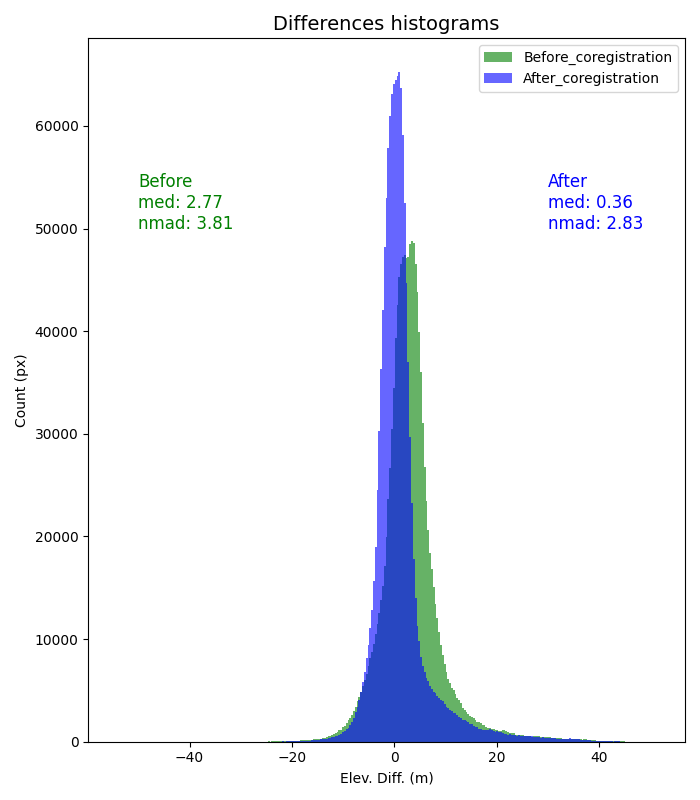 Differences histograms
Before_coregistration
After_coregistration
Before
med: 2.77
nmad: 3.81
After
med: 0.36
nmad: 2.83
Count (px)
60000
50000
40000
30000
20000
10000
0
−40
−20
0
20
40
Elev. Diff. (m)